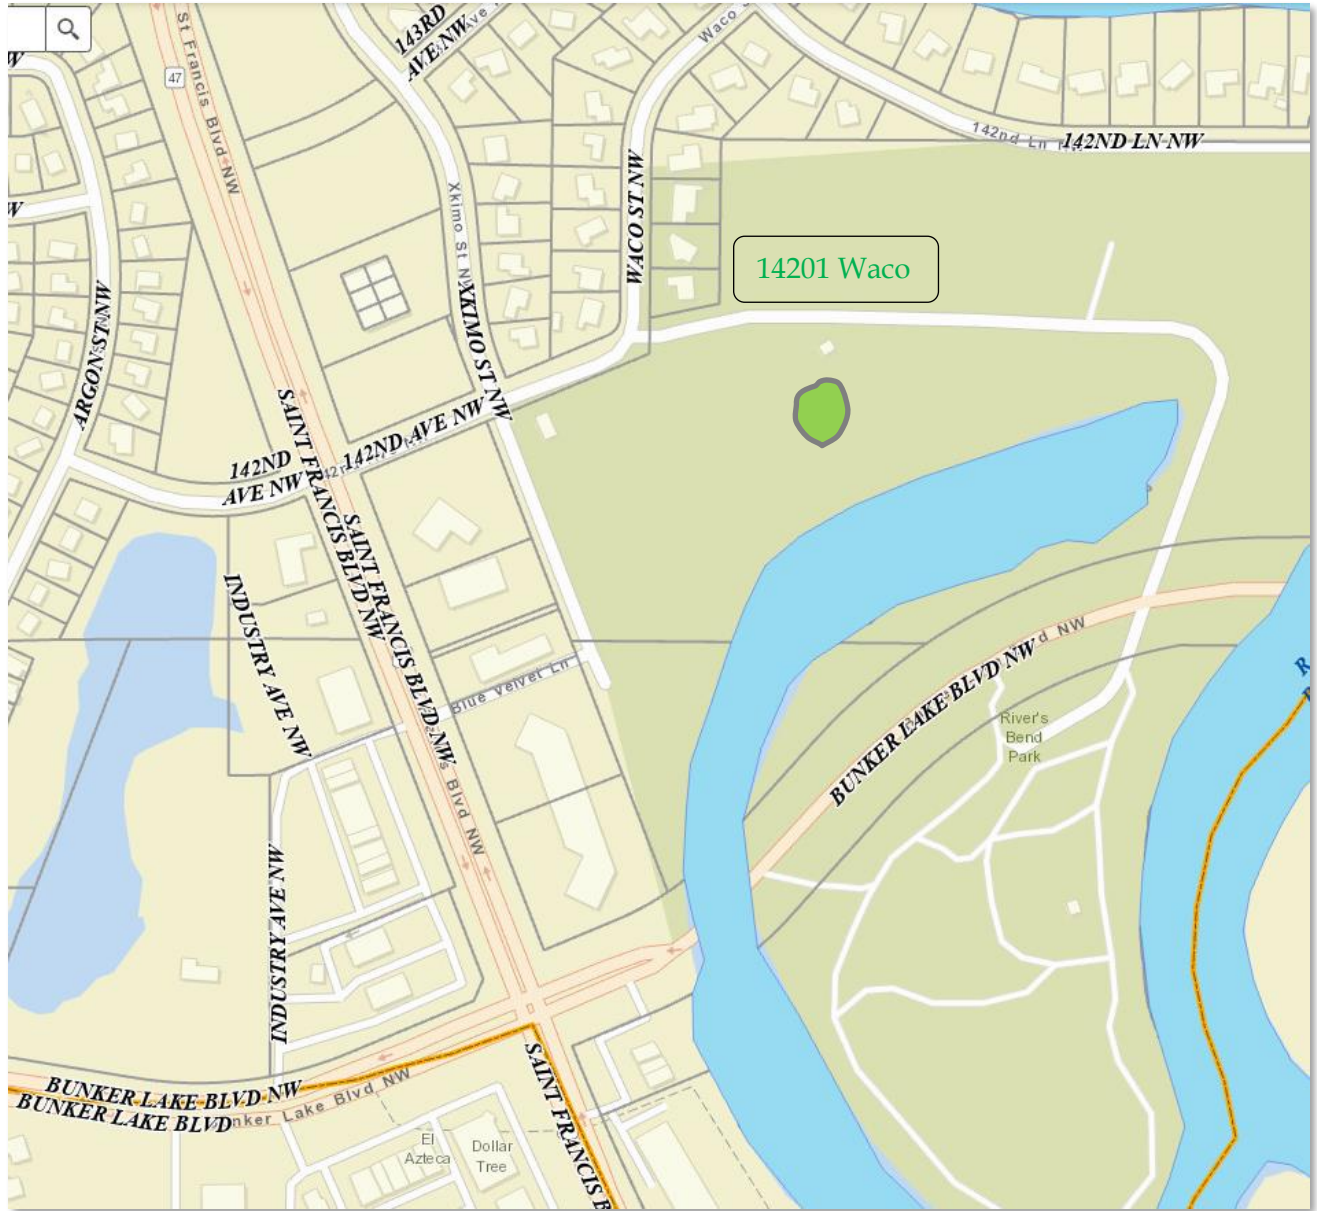 St Francis Blvd NW
47
143RD
AVE NW
Ave
Waco S
142nd Ln N
142ND LN NW
WACO ST NW
Xkimo St N
XKIMO ST NW
14201 Waco
ARGON ST NW
W
W
W
142ND
AVE NW
142ND AVE NW
SAINT FRANCIS BLVD NW
SAINT FRANCIS BLVD NW
INDUSTRY AVE NW
Blue Velvet Ln
s Blvd NW
d NW
BUNKER LAKE BLVD NW
River's
Bend
Park
R
INDUSTRY AVE NW
BUNKER LAKE BLVD NW
BUNKER LAKE BLVD
nker Lake Blvd NW
SAINT FRANCIS B
El
Azteca
Dollar
Tree